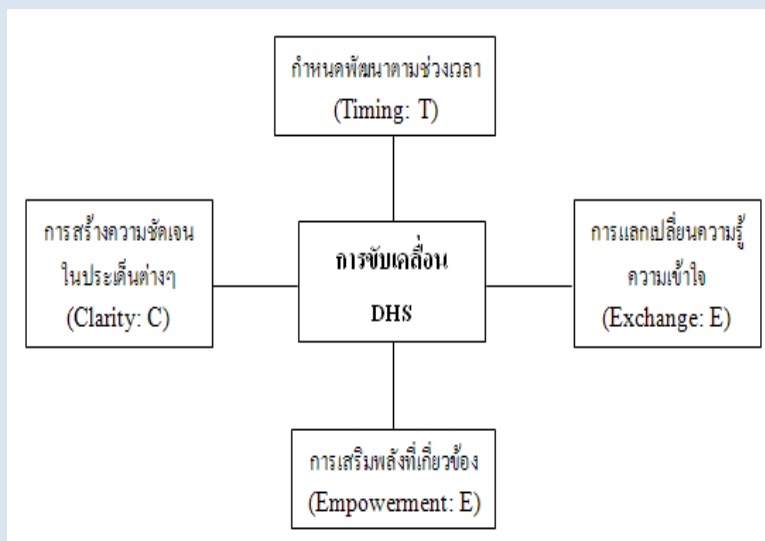 กำหนดพัฒนาตามช่วงเวลา
(Timing: T)
การสร้างความชัดเจน
ในประเด็นต่างๆ
(Clarity: C)
การขับเคลื่อน
DHS
การแลกเปลี่ยนความรู้
ความเข้าใจ
(Exchange: E)
การเสริมพลังที่เกี่ยวข้อง
(Empowerment: E)